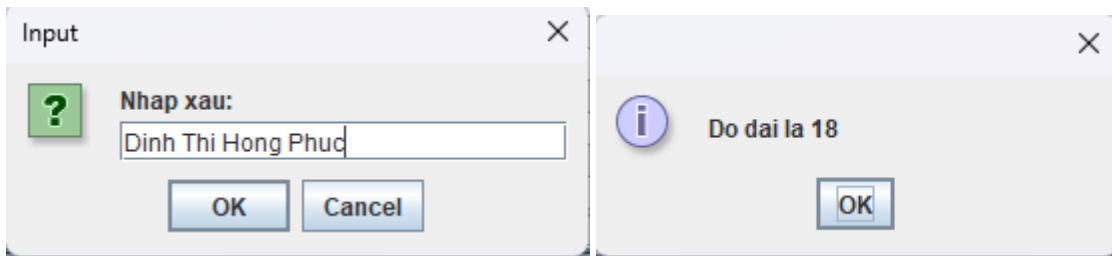 Input
Nhap xau:
Dinh Thi Hong Phuc
OK
Cancel
Do dai la 18
OK